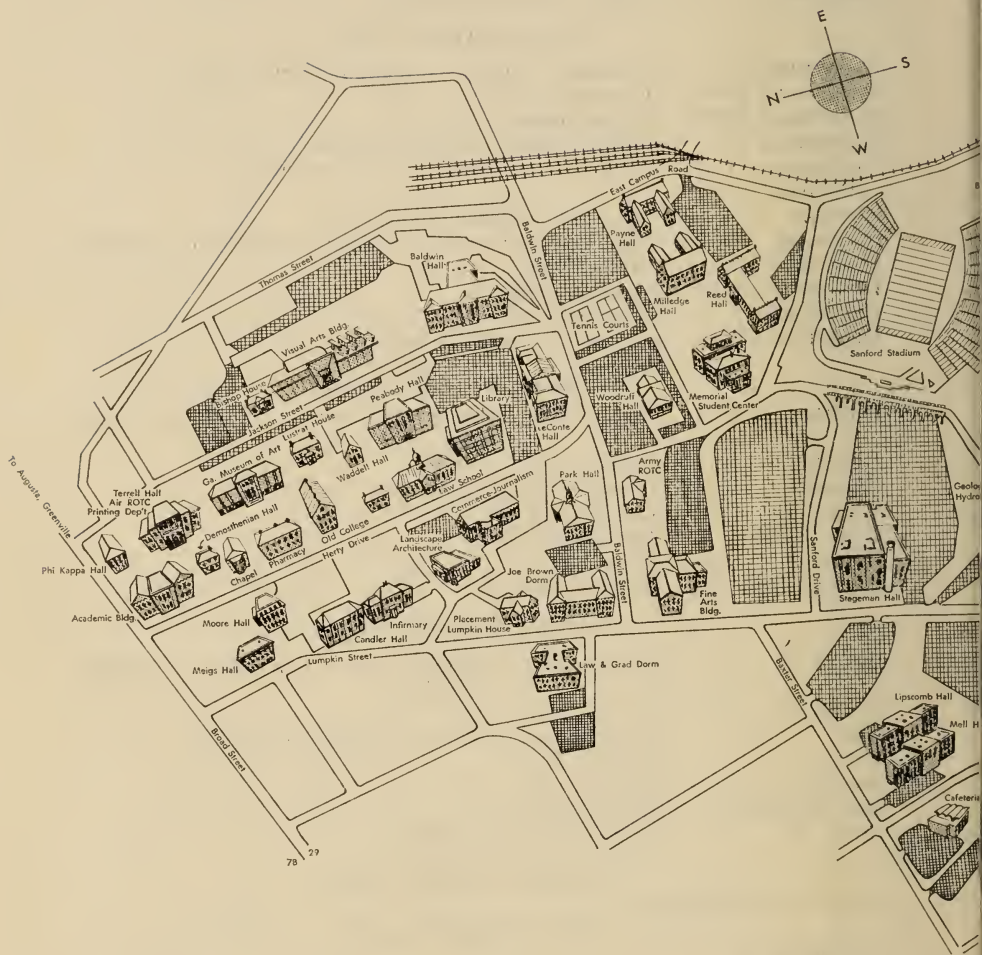 E
S
N
W
East Campus Road
Payne
Hall
Baldwin Street
Baldwin
Hall
Thomas Street
Milledge
Hall
Reed
Hall
Tennis Courts
Sanford Stadium
Visual Arts Bldg.
Bishop House
Jackson Street
Lustrat House
Peabody Hall
Library
Woodruff
Hall
Memorial
Student Center
LeConte
Hall
Waddell Hall
Ga. Museum of Art
Law School
Park Hall
Army
ROTC
Commerce-Journalism
To Augusta, Greenville
Terrell Hall
Air ROTC
Printing Dep't.
Demosthenian Hall
Old College
Herty Drive
Landscape
Architecture
Pharmacy
Chapel
Phi Kappa Hall
Joe Brown
Dorm
Baldwin Street
Sanford Drive
Stegeman Hall
Fine
Arts
Bldg.
Academic Bldg.
Moore Hall
Infirmary
Candler Hall
Placement
Lumpkin House
Meigs Hall
Lumpkin Street
Law & Grad Dorm
Baxter Street
Lipscomb Hall
Mell H
Broad Street
Cafeteria
78
29